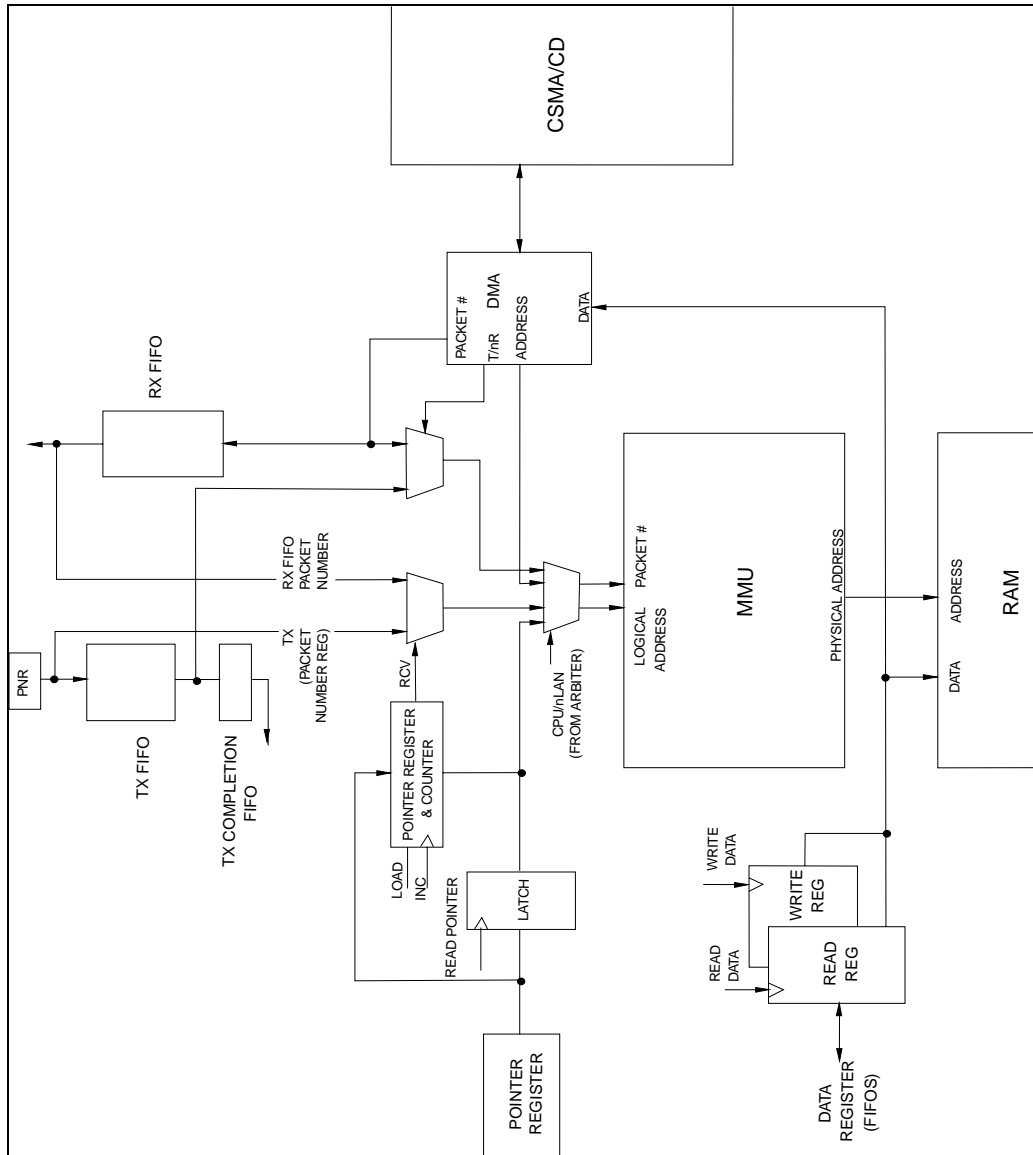 CSMA/CD
PACKET #
T/nR
DMA
ADDRESS
DATA
RX FIFO
RX FIFO
PACKET
NUMBER
TX
(PACKET
NUMBER REG)
PNR
TX FIFO
TX COMPLETION
FIFO
RCV
POINTER REGISTER
& COUNTER
LOAD
INC
CPU/nLAN
(FROM ARBITER)
LOGICAL
ADDRESS
PACKET #
MMU
PHYSICAL ADDRESS
DATA
ADDRESS
RAM
READ POINTER
LATCH
POINTER
REGISTER
WRITE
DATA
WRITE
REG
READ
DATA
READ
REG
DATA
REGISTER
(FIFOS)